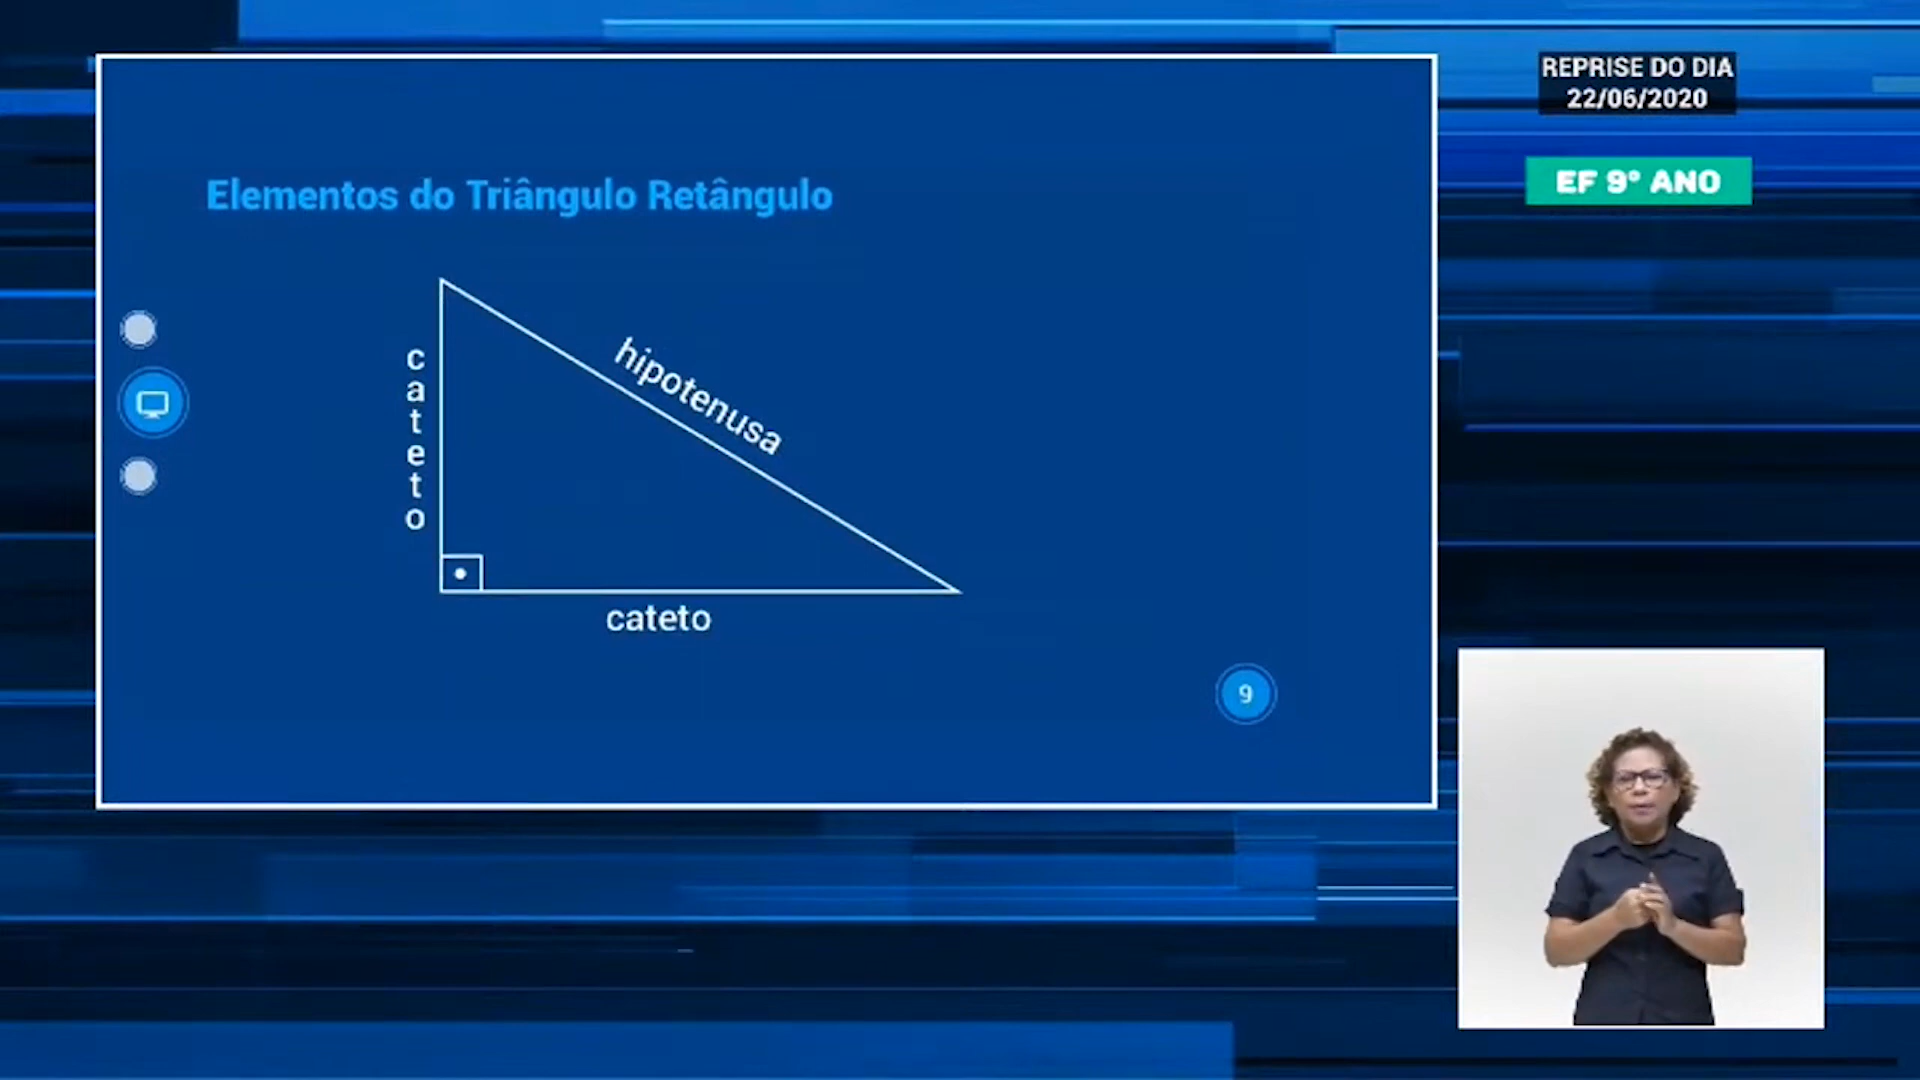 REPRISE DO DIA
22/06/2020
EF 9º ANO
Elementos do Triângulo Retângulo
cateto
hipotenusa
cateto
9